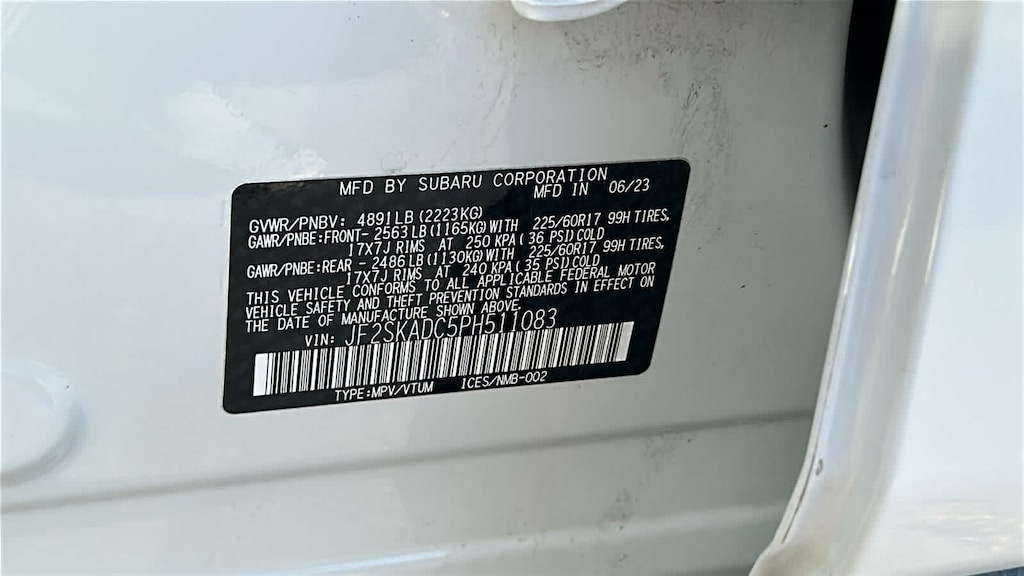 MFD BY SUBARU CORPORATION
MFD IN 06/23
GVWR/PNBV: 4891LB(2223KG)
GAWR/PNBE:FRONT- 2563LB(1165KG)WITH 225/60R17 99H TIRES,
17X7J RIMS AT 250 KPA( 36 PSI)COLD
GAWR/PNBE:REAR - 2486LB(1130KG)WITH 225/60R17 99H TIRES,
17X7J RIMS AT 240 KPA( 35 PSI)COLD
THIS VEHICLE CONFORMS TO ALL APPLICABLE FEDERAL MOTOR
VEHICLE SAFETY AND THEFT PREVENTION STANDARDS IN EFFECT ON
THE DATE OF MANUFACTURE SHOWN ABOVE.
VIN: JF2SKADC5PH511083
TYPE:MPV/VTUM ICES/NMB-002